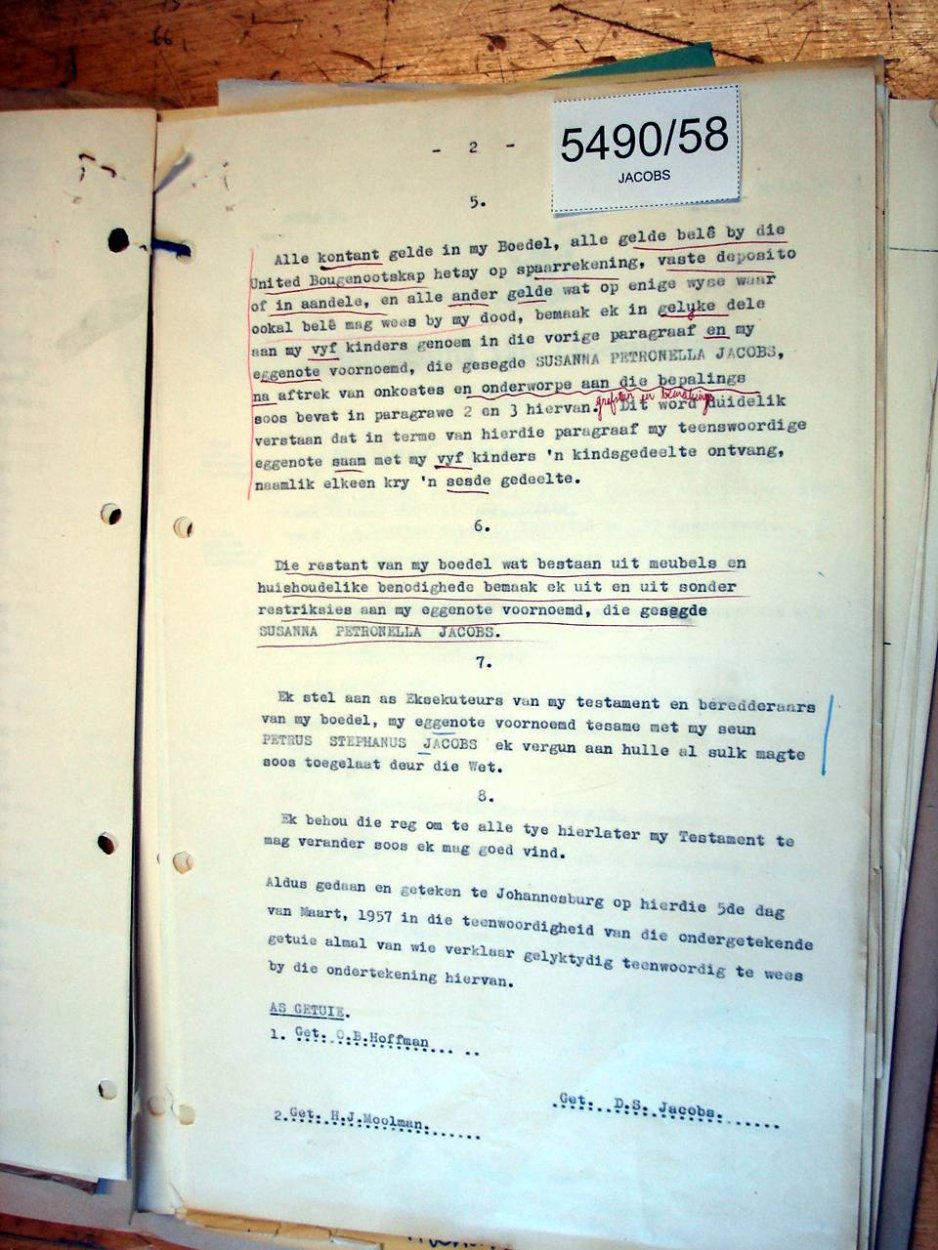 - 2 -
5490/58
JACOBS
5.
Alle kontant gelde in my Boedel, alle gelde belê by die
United Bougenootskap hetsy op spaarrekening, vaste deposito
of in aandele, en alle ander gelde wat op enige wyse waar
ookal belê mag wees by my dood, bemaak ek in gelyke dele
aan my vyf kinders genoem in die vorige paragraaf en my
eggenote voornoemd, die gesegde SUSANNA PETRONELLA JACOBS,
na aftrek van onkostes en onderworpe aan die bepalings
soos bevat in paragrawe 2 en 3 hiervan. Dit word duidelik
verstaan dat in terme van hierdie paragraaf my teenswoordige
eggenote saam met my vyf kinders 'n kindsgedeelte ontvang,
naamlik elkeen kry 'n sesde gedeelte.
6.
Die restant van my boedel wat bestaan uit meubels en
huishoudelike benodighede bemaak ek uit en uit sonder
restriksies aan my eggenote voornoemd, die gesegde
SUSANNA PETRONELLA JACOBS.
7.
Ek stel aan as Eksekuteurs van my testament en beredderaars
van my boedel, my eggenote voornoemd tesame met my seun
PETRUS STEPHANUS JACOBS ek vergun aan hulle al sulk magte
soos toegelaat deur die Wet.
8.
Ek behou die reg om te alle tye hierlater my Testament te
mag verander soos ek mag goed vind.
Aldus gedaan en geteken te Johannesburg op hierdie 5de dag
van Maart, 1957 in die teenwoordigheid van die ondergetekende
getuie almal van wie verklaar gelyktydig teenwoordig te wees
by die ondertekening hiervan.
AS GETUIE.
1. Get. O.B.Hoffman
Get. D.S. Jacobs.
2.Get. H.J.Moolman.